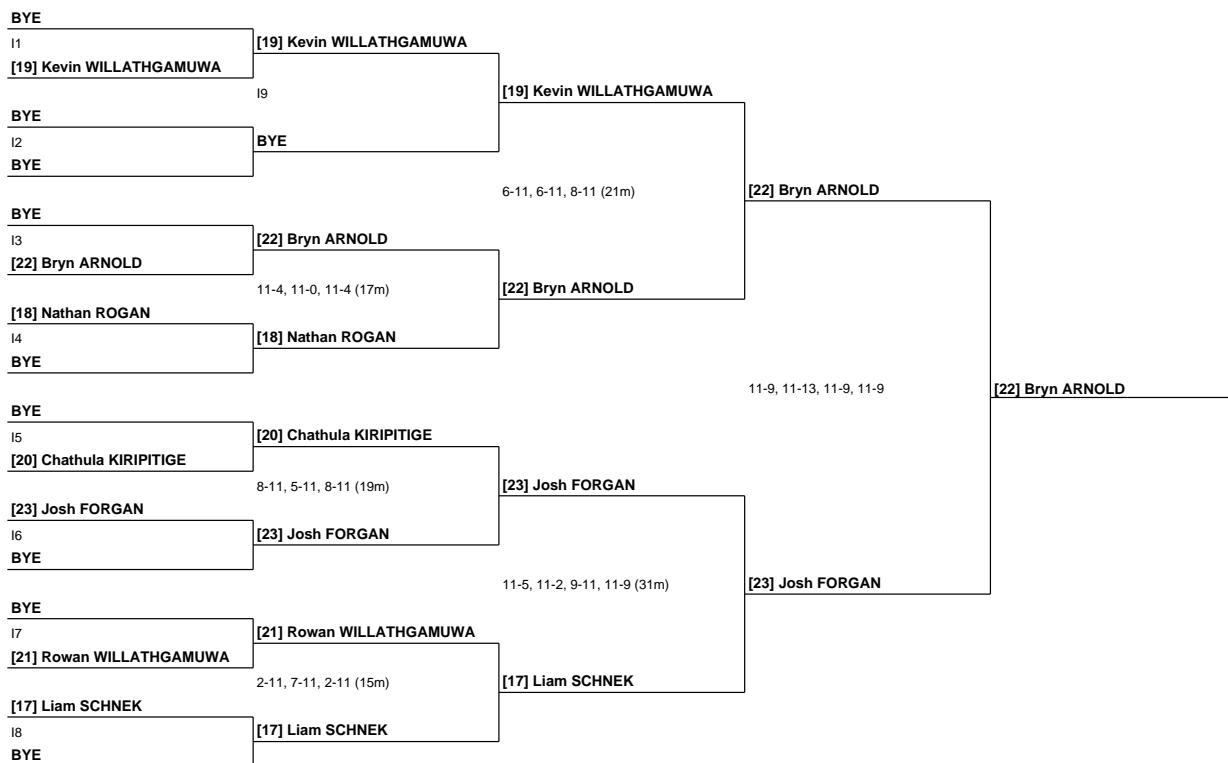 BYE
I1
[19] Kevin WILLATHGAMUWA
[19] Kevin WILLATHGAMUWA
I9
[19] Kevin WILLATHGAMUWA
BYE
I2
BYE
BYE
6-11, 6-11, 8-11 (21m)
[22] Bryn ARNOLD
BYE
I3
[22] Bryn ARNOLD
[22] Bryn ARNOLD
11-4, 11-0, 11-4 (17m)
[22] Bryn ARNOLD
[18] Nathan ROGAN
I4
[18] Nathan ROGAN
BYE
11-9, 11-13, 11-9, 11-9
[22] Bryn ARNOLD
BYE
I5
[20] Chathula KIRIPITIGE
[20] Chathula KIRIPITIGE
8-11, 5-11, 8-11 (19m)
[23] Josh FORGAN
[23] Josh FORGAN
I6
[23] Josh FORGAN
BYE
11-5, 11-2, 9-11, 11-9 (31m)
[23] Josh FORGAN
BYE
I7
[21] Rowan WILLATHGAMUWA
[21] Rowan WILLATHGAMUWA
2-11, 7-11, 2-11 (15m)
[17] Liam SCHNEK
[17] Liam SCHNEK
I8
[17] Liam SCHNEK
BYE